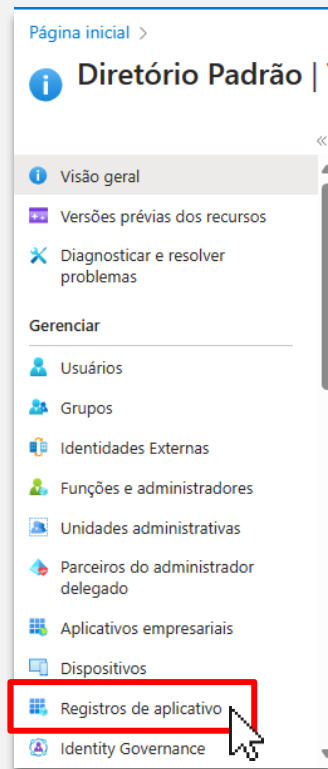 Página inicial >
Diretório Padrão |
«
Visão geral
Versões prévias dos recursos
Diagnosticar e resolver
problemas
Gerenciar
Usuários
Grupos
Identidades Externas
Funções e administradores
Unidades administrativas
Parceiros do administrador
delegado
Aplicativos empresariais
Dispositivos
Registros de aplicativo
Identity Governance